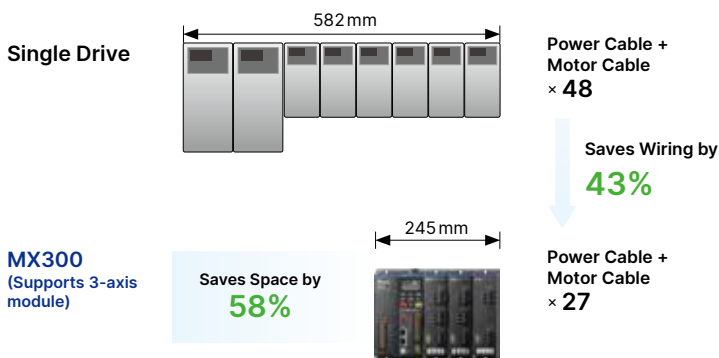 582 mm
Single Drive
Power Cable +
Motor Cable
× 48
Saves Wiring by
43%
245 mm
MX300
(Supports 3-axis
module)
Saves Space by
58%
Power Cable +
Motor Cable
× 27